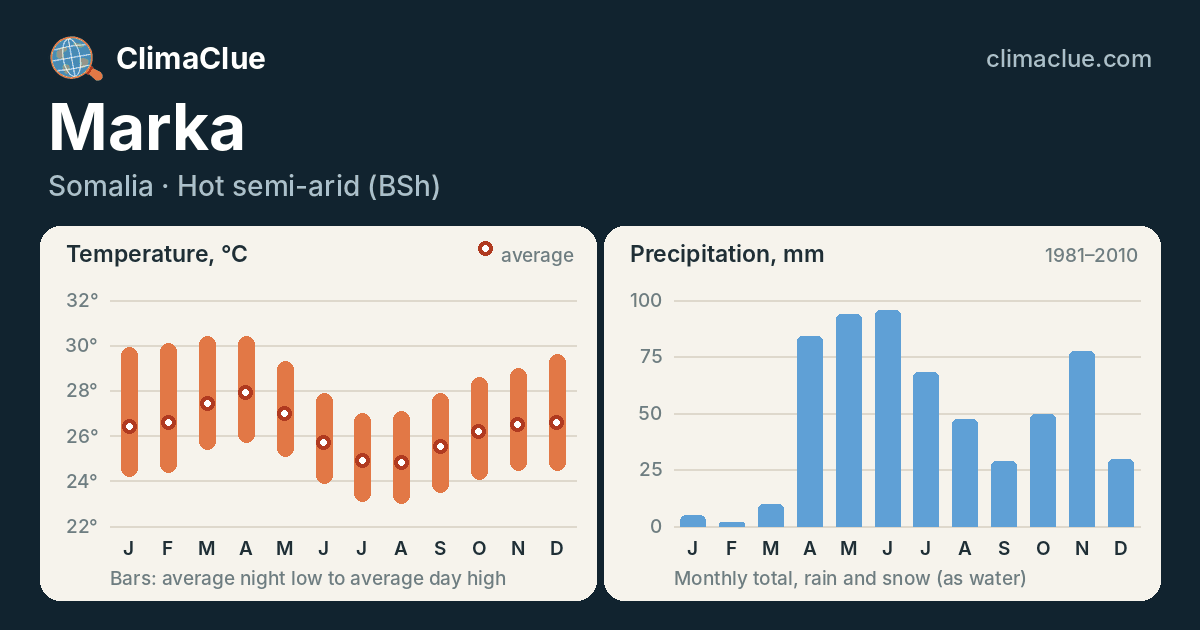 ClimaClue
climaclue.com
Marka
Somalia · Hot semi-arid (BSh)
Temperature, °C
average
32°
30°
28°
26°
24°
22°
J F M A M J J A S O N D
Bars: average night low to average day high
Precipitation, mm
1981–2010
100
75
50
25
0
J F M A M J J A S O N D
Monthly total, rain and snow (as water)